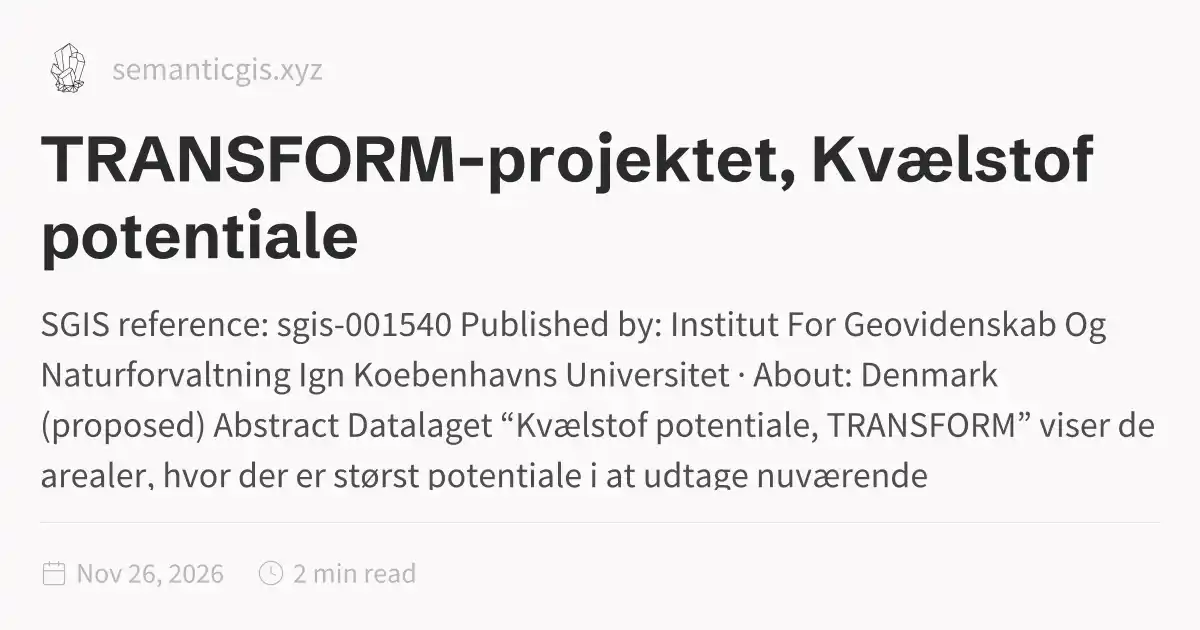 semanticgis.xyz
TRANSFORM-projektet, Kvælstof
potentiale
SGIS reference: sgis-001540 Published by: Institut For Geovidenskab Og
Naturforvaltning Ign Koebenhavns Universitet · About: Denmark
(proposed) Abstract Datalaget “Kvælstof potentiale, TRANSFORM” viser de
arealer, hvor der er størst potentiale i at udtage nuværende
Nov 26, 2026 2 min read